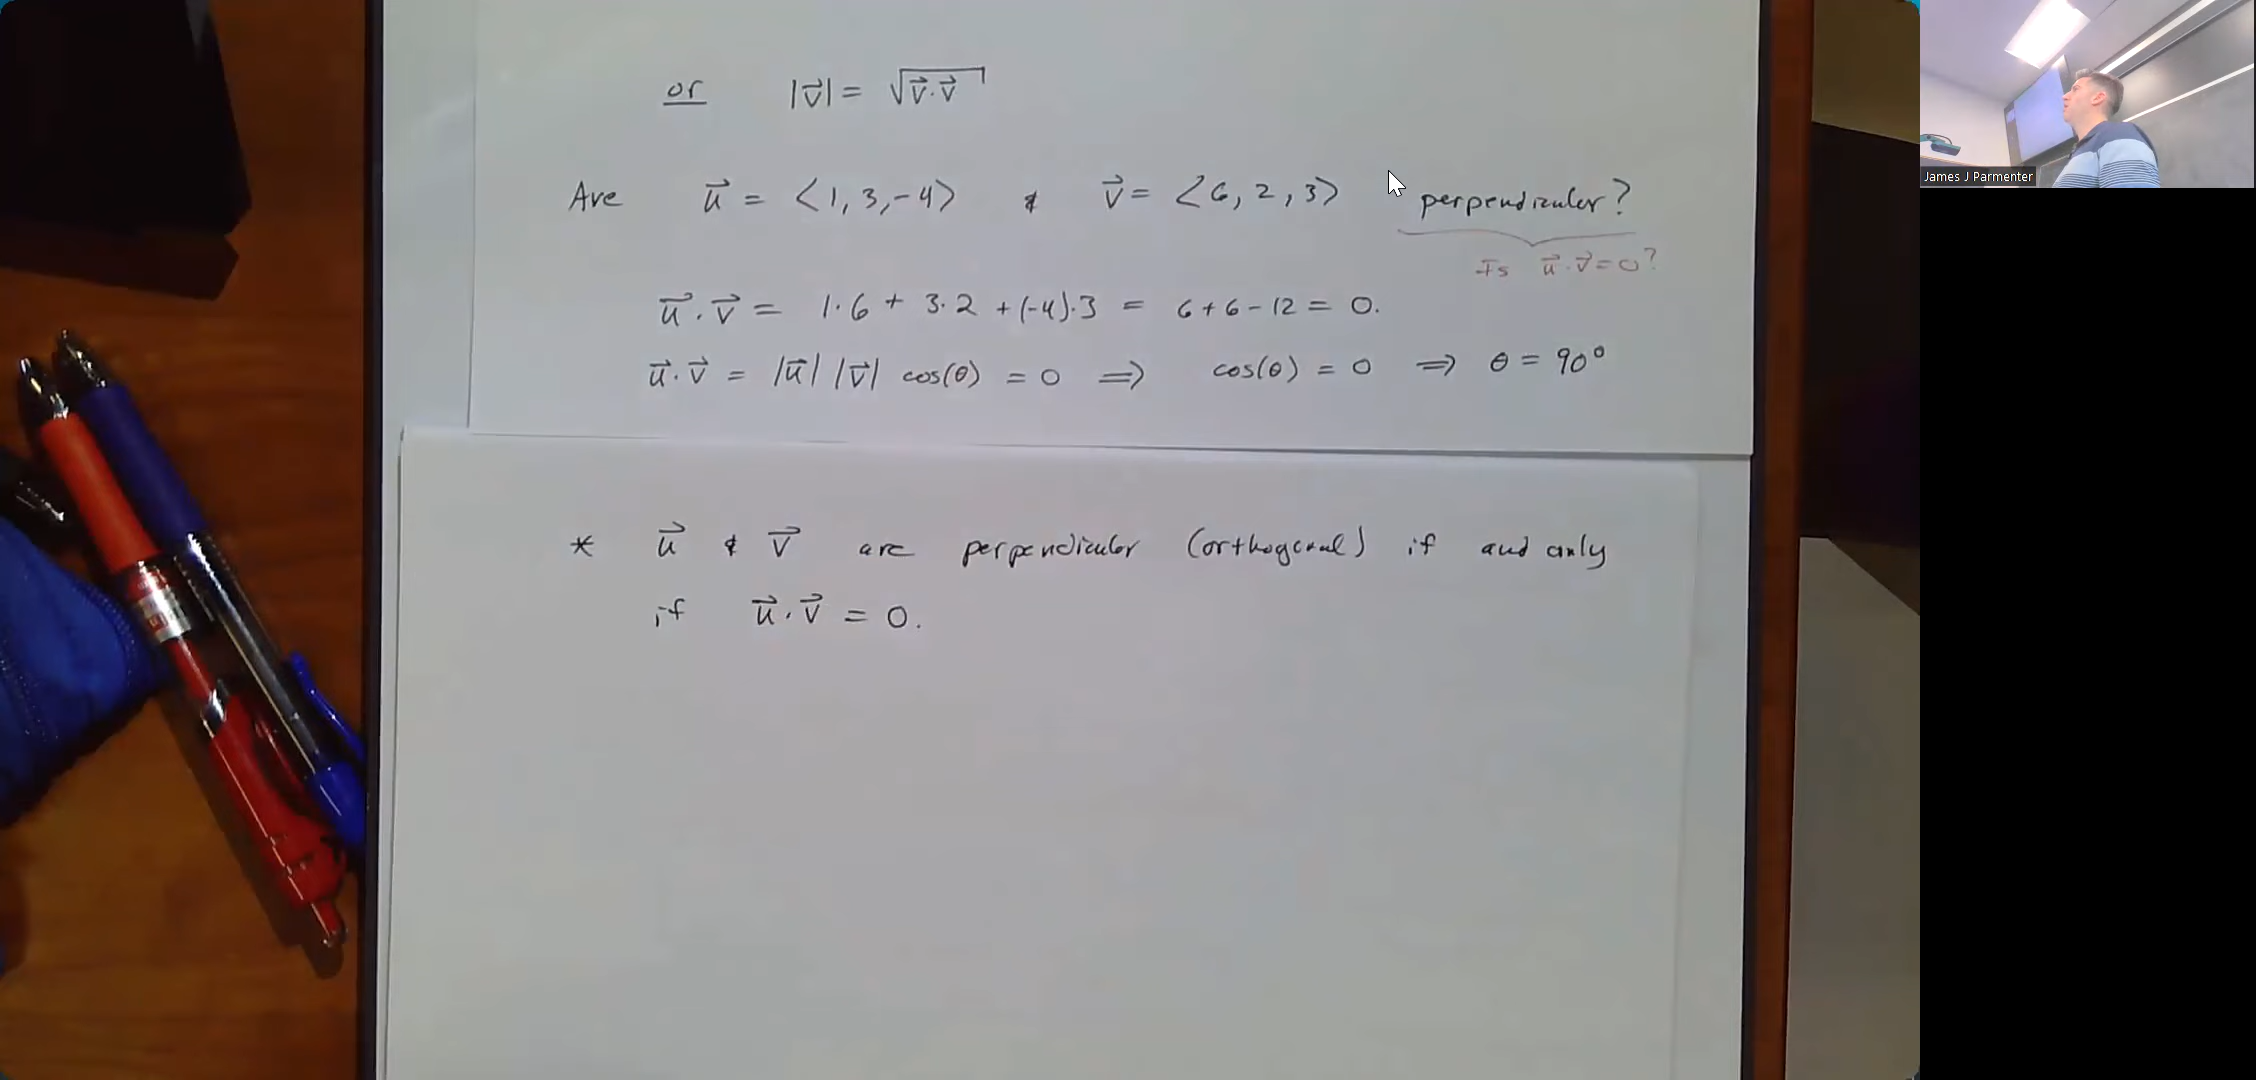 or |v⃗| = √(v⃗·v⃗)
Are u⃗ = ⟨1, 3, -4⟩ & v⃗ = ⟨6, 2, 3⟩ perpendicular?
Is u⃗·v⃗=0?
u⃗·v⃗ = 1·6 + 3·2 + (-4)·3 = 6+6-12 = 0.
u⃗·v⃗ = |u⃗| |v⃗| cos(θ) = 0 ⟹ cos(θ) = 0 ⟹ θ = 90°
* u⃗ & v⃗ are perpendicular (orthogonal) if and only
if u⃗·v⃗ = 0.
James J Parmenter